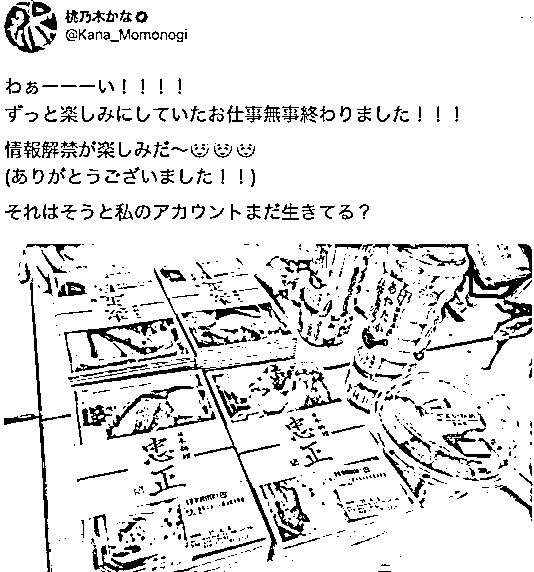 桃乃木かな
@Kana_Momonogi
わぁーーーい！！！！
ずっと楽しみにしていたお仕事無事終わりました！！！
情報解禁が楽しみだ〜
(ありがとうございました！！)
それはそうと私のアカウントまだ生きてる？
忠正
忠正